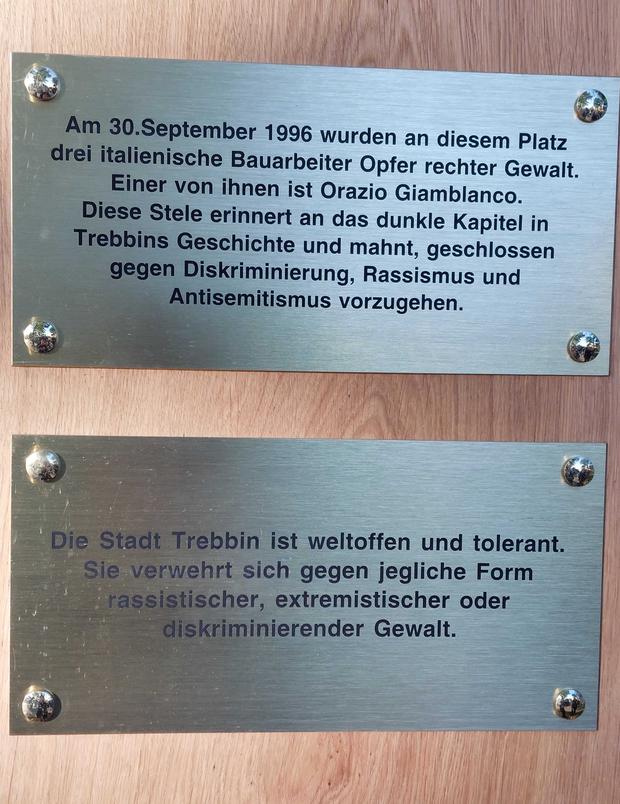 Am 30.September 1996 wurden an diesem Platz
drei italienische Bauarbeiter Opfer rechter Gewalt.
Einer von ihnen ist Orazio Giamblanco.
Diese Stele erinnert an das dunkle Kapitel in
Trebbins Geschichte und mahnt, geschlossen
gegen Diskriminierung, Rassismus und
Antisemitismus vorzugehen.
Die Stadt Trebbin ist weltoffen und tolerant.
Sie verwehrt sich gegen jegliche Form
rassistischer, extremistischer oder
diskriminierender Gewalt.